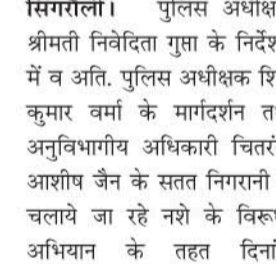 सिंगरौली। पुलिस अधीक्ष
श्रीमती निवेदिता गुप्ता के निर्देश
में व अति. पुलिस अधीक्षक शि
कुमार वर्मा के मार्गदर्शन त
अनुविभागीय अधिकारी चितरं
आशीष जैन के सतत निगरानी
चलाये जा रहे नशे के विरू
अभियान के तहत दिनां